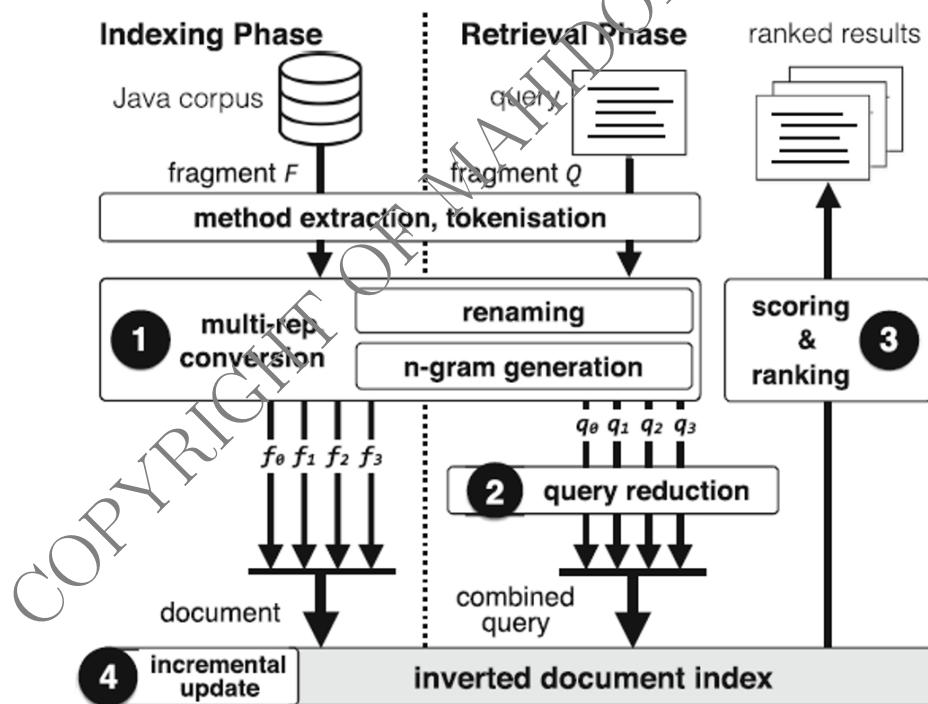 Indexing Phase
Retrieval Phase
ranked results
Java corpus
query
fragment F
fragment Q
method extraction, tokenisation
1
multi-rep
conversion
renaming
n-gram generation
scoring
&
ranking
3
f0 f1 f2 f3
q0 q1 q2 q3
2 query reduction
document
combined
query
4
incremental
update
inverted document index
COPYRIGHT OF MAHIDO